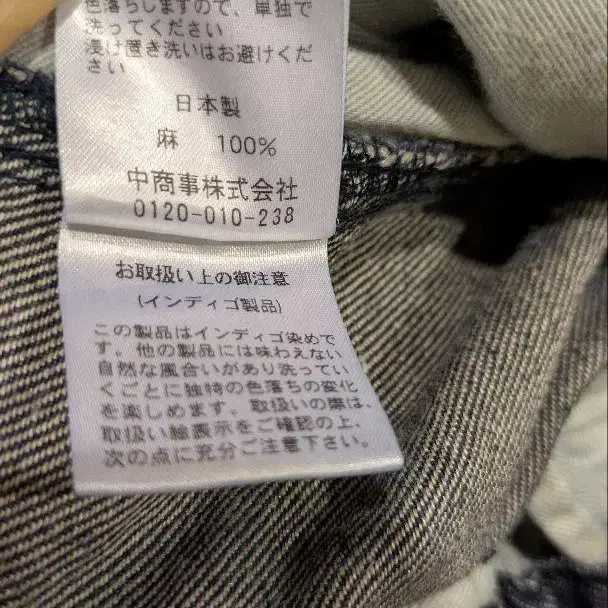 色落ちしますので、単独で
洗ってください
浸け置き洗いはお避けくだ
さい
日本製
麻 100%
中商事株式会社
0120-010-238
お取扱い上の御注意
(インディゴ製品)
この製品はインディゴ染めで
す。他の製品には味わえない
自然な風合いがあり洗ってい
くごとに独特の色落ちの変化
を楽しめます。取扱いの際は、
取扱い絵表示をご確認の上、
次の点に充分ご注意下さい。